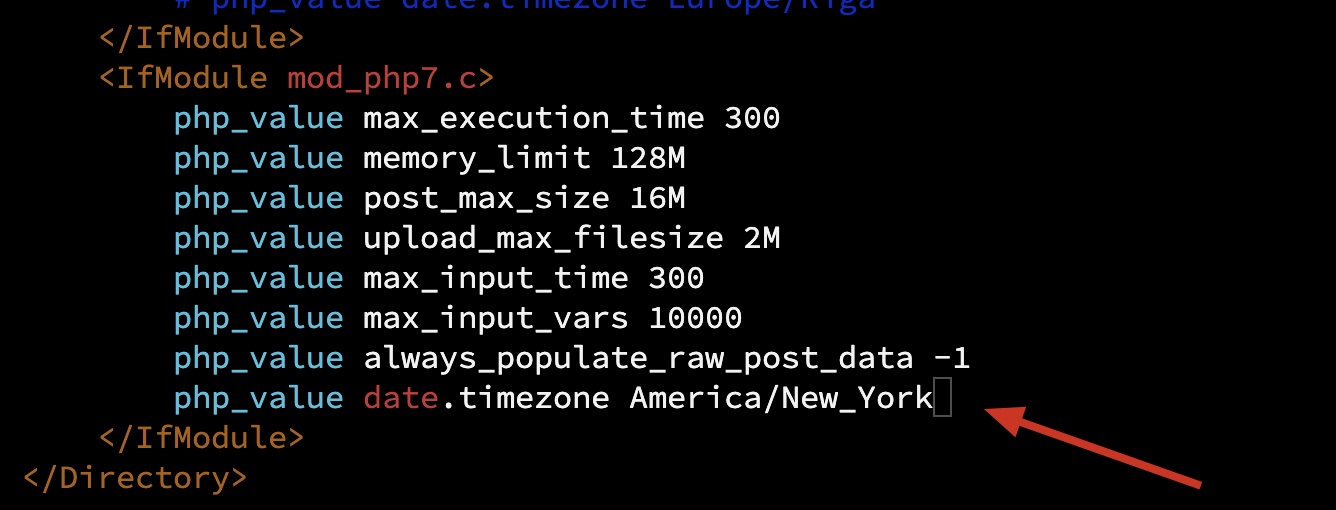 # php_value date.timezone Europe/Riga
</IfModule>
<IfModule mod_php7.c>
php_value max_execution_time 300
php_value memory_limit 128M
php_value post_max_size 16M
php_value upload_max_filesize 2M
php_value max_input_time 300
php_value max_input_vars 10000
php_value always_populate_raw_post_data -1
php_value date.timezone America/New_York
</IfModule>
</Directory>